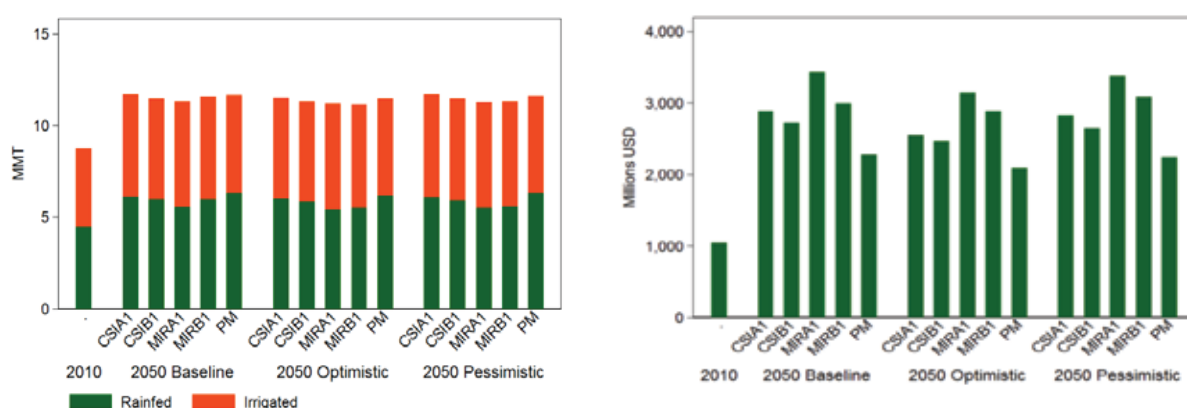 15
10
5
0
MMT
-
CSIA1
CSIB1
MIRA1
MIRB1
PM
CSIA1
CSIB1
MIRA1
MIRB1
PM
CSIA1
CSIB1
MIRA1
MIRB1
PM
2010 2050 Baseline 2050 Optimistic 2050 Pessimistic
Rainfed Irrigated
4,000
3,000
2,000
1,000
0
Millions USD
-
CSIA1
CSIB1
MIRA1
MIRB1
PM
CSIA1
CSIB1
MIRA1
MIRB1
PM
CSIA1
CSIB1
MIRA1
MIRB1
PM
2010 2050 Baseline 2050 Optimistic 2050 Pessimistic